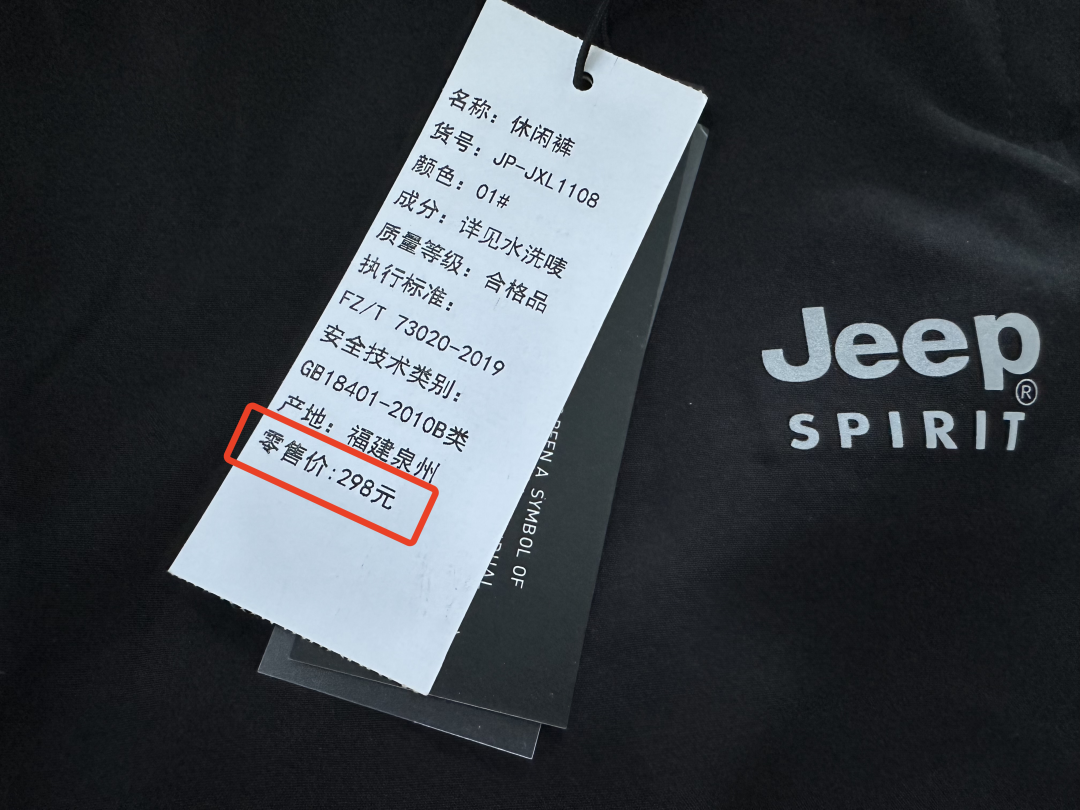 名称：休闲裤
货号：JP-JXL1108
颜色：01#
成分：详见水洗唛
质量等级：合格品
执行标准：
FZ/T 73020-2019
安全技术类别：
GB18401-2010B类
产地：福建泉州
零售价:298元
Jeep®
SPIRIT
A SYMBOL OF